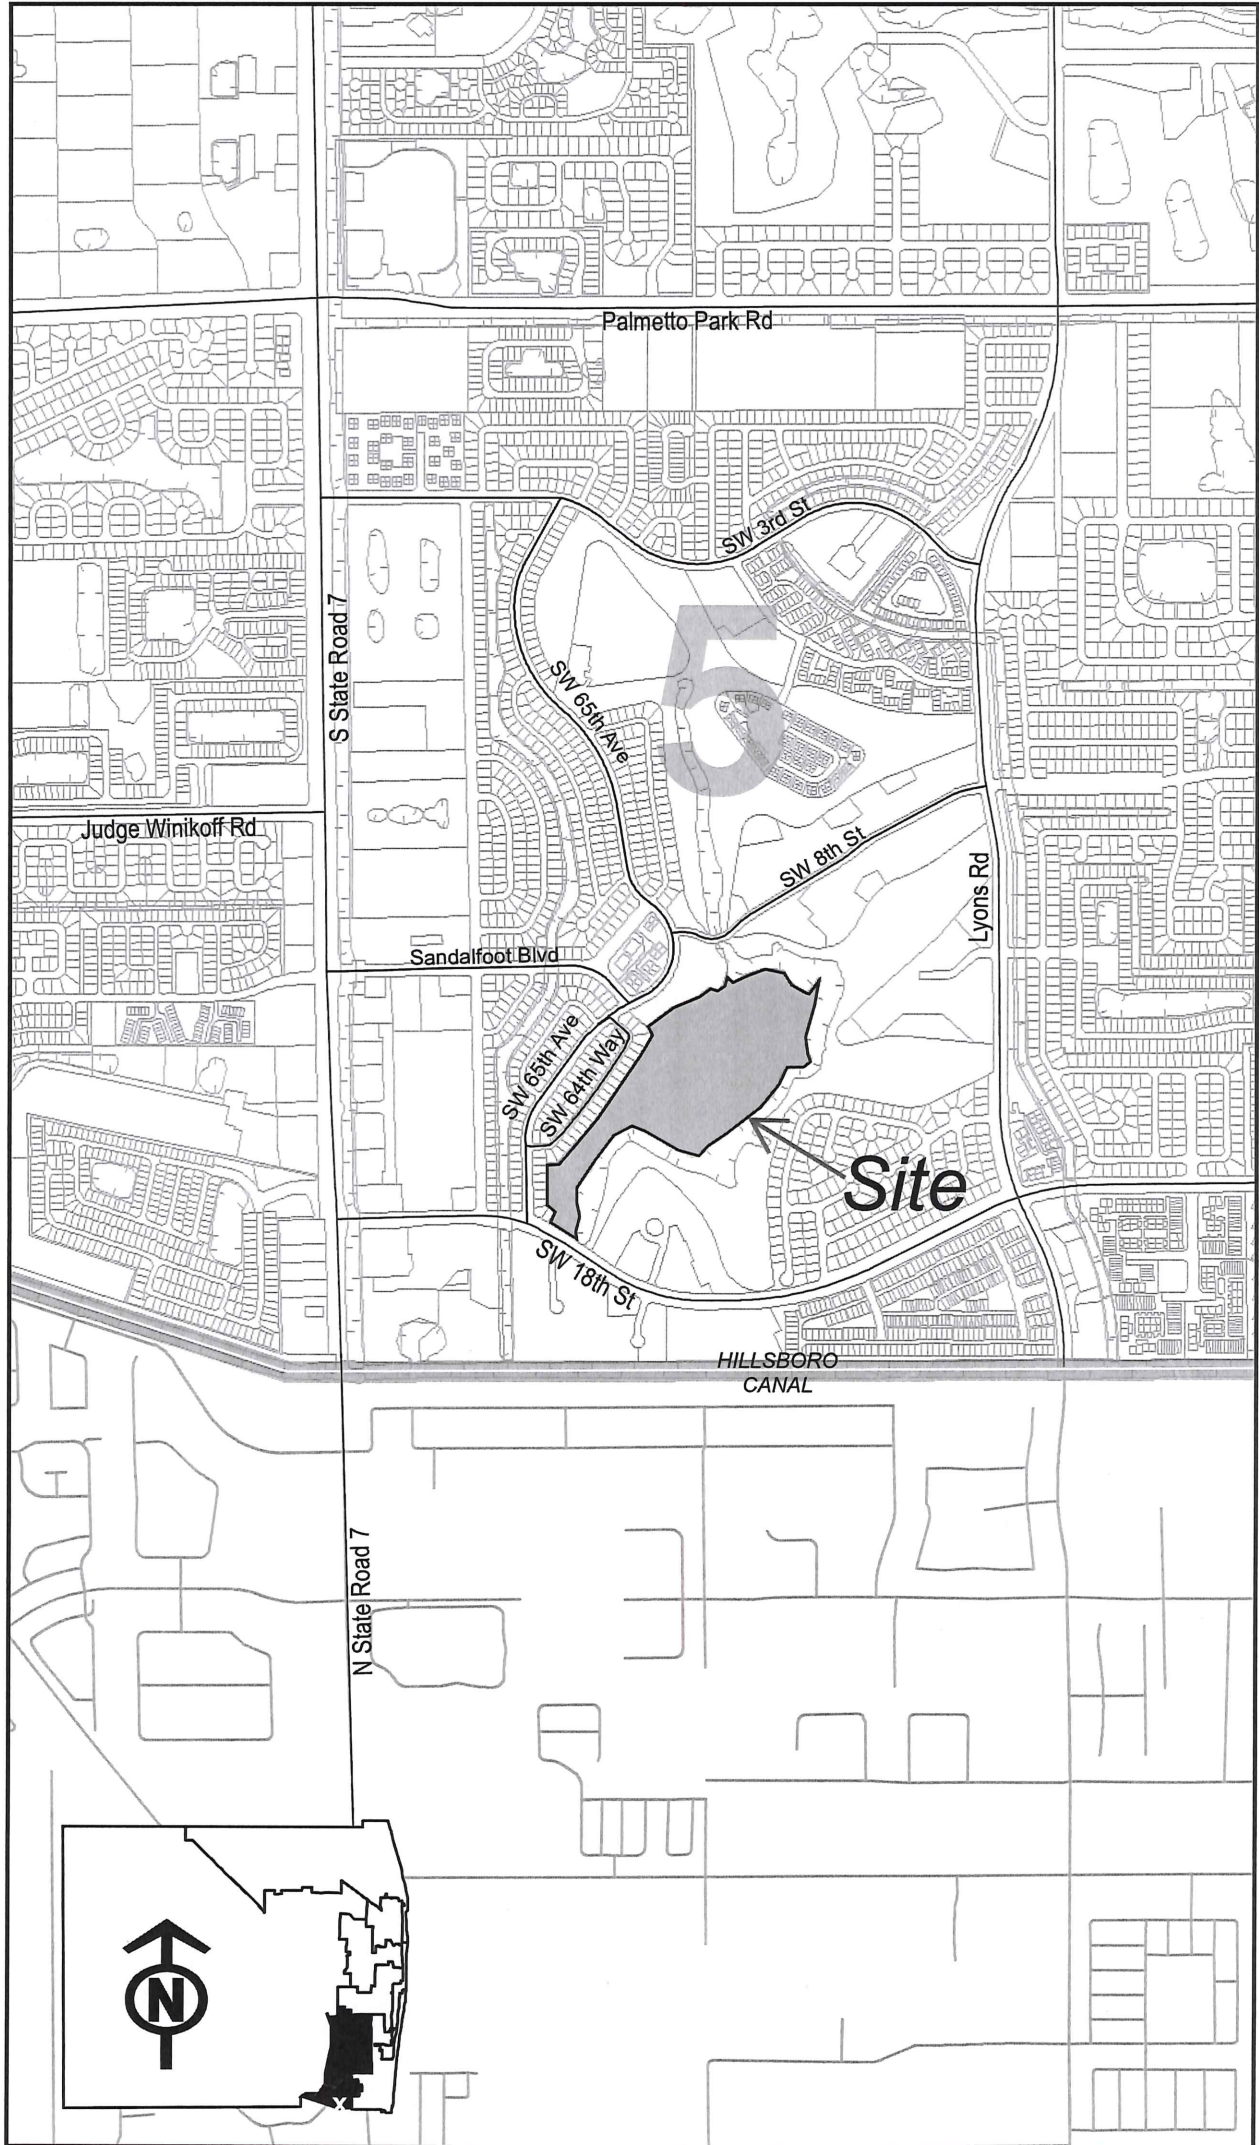 Palmetto Park Rd
SW 3rd St
5
S State Road 7
SW 65th Ave
Judge Winikoff Rd
SW 8th St
Lyons Rd
Sandalfoot Blvd
SW 65th Ave
SW 64th Way
Site
SW 18th St
HILLSBORO
CANAL
N State Road 7
N
x